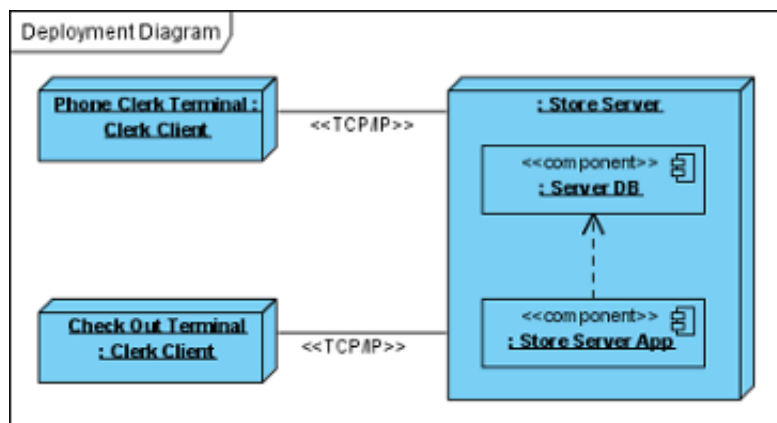 Deployment Diagram
Phone Clerk Terminal :
Clerk Client
<<TCP/IP>>
: Store Server
<<component>>
: Server DB
Check Out Terminal
: Clerk Client
<<TCP/IP>>
<<component>>
: Store Server App